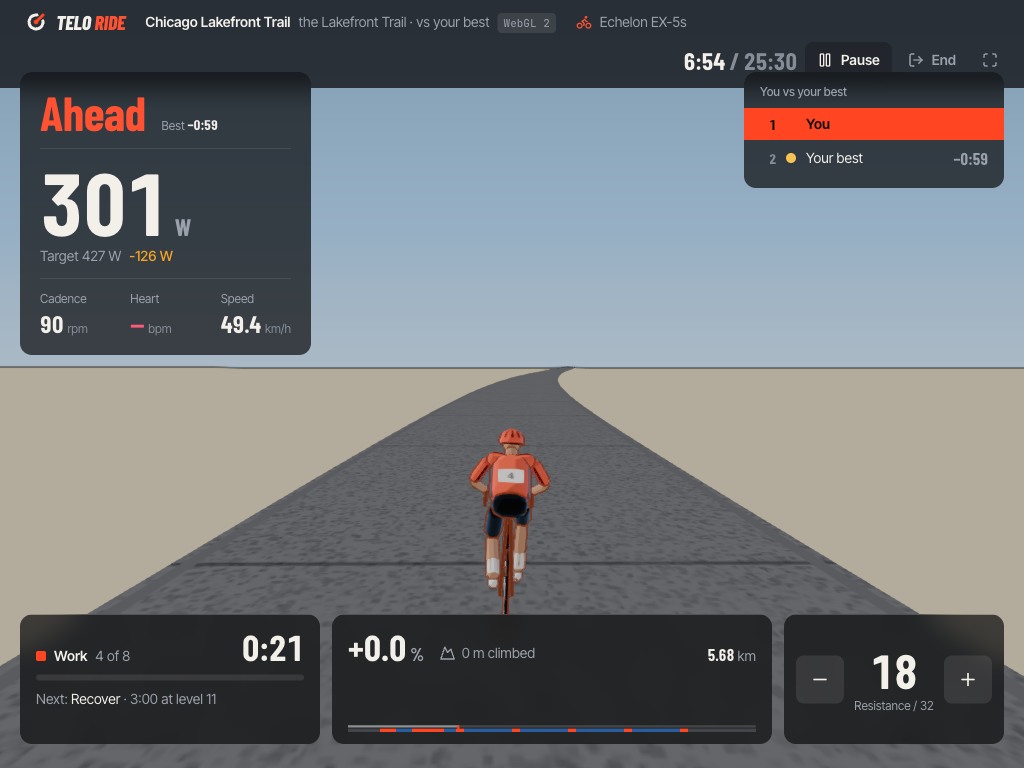 TELO RIDE Chicago Lakefront Trail the Lakefront Trail · vs your best WebGL 2 Echelon EX-5s
6:54 / 25:30 Pause End
Ahead Best −0:59
301 W
Target 427 W -126 W
Cadence Heart Speed
90 rpm — bpm 49.4 km/h
You vs your best
1 You
2 Your best −0:59
4
Work 4 of 8 0:21
Next: Recover · 3:00 at level 11
+0.0 % 0 m climbed 5.68 km
− 18 +
Resistance / 32